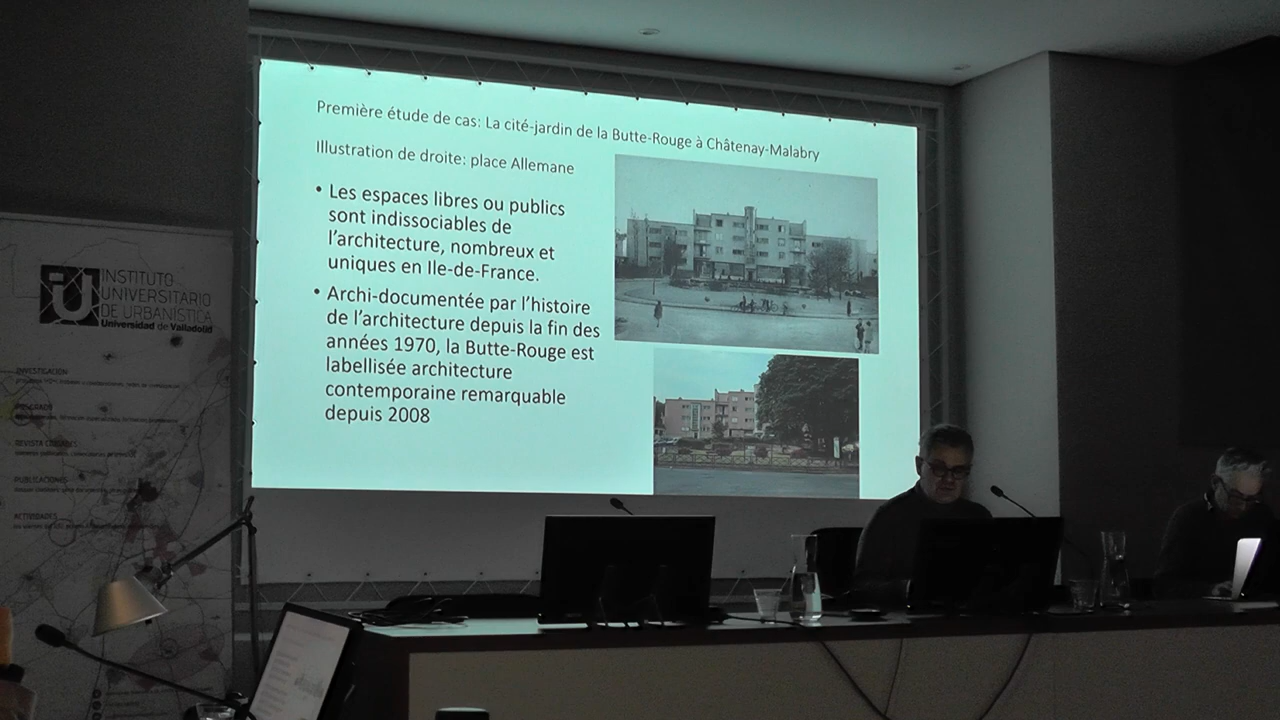 Première étude de cas: La cité-jardin de la Butte-Rouge à Châtenay-Malabry
Illustration de droite: place Allemane
• Les espaces libres ou publics
sont indissociables de
l'architecture, nombreux et
uniques en Ile-de-France.
• Archi-documentée par l'histoire
de l'architecture depuis la fin des
années 1970, la Butte-Rouge est
labellisée architecture
contemporaine remarquable
depuis 2008
INSTITUTO
UNIVERSITARIO
DE URBANÍSTICA
Universidad de Valladolid
INVESTIGACIÓN
REVISTA CIUDADES
PUBLICACIONES
ACTIVIDADES